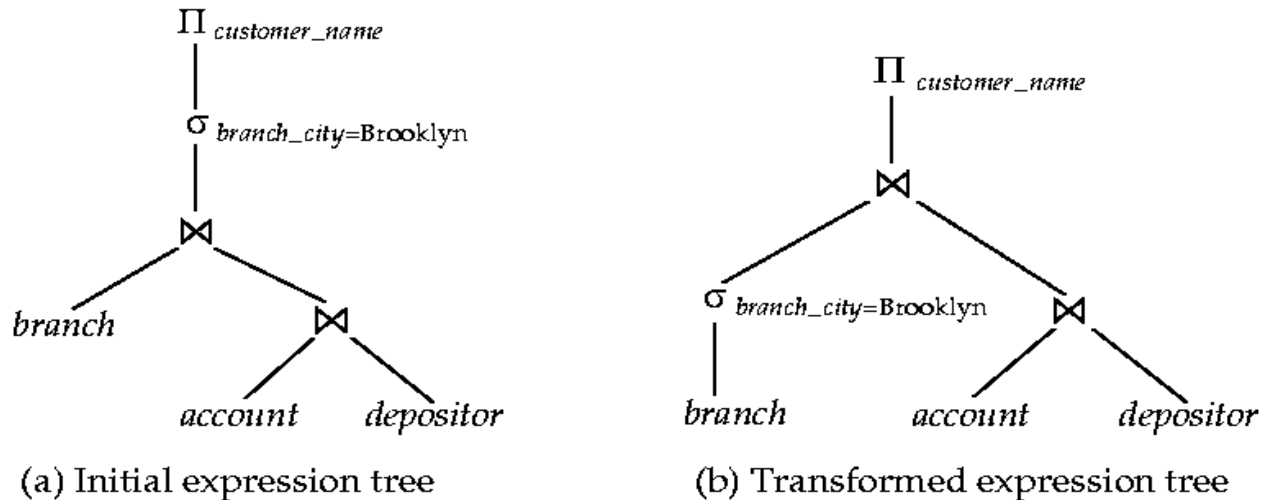 Π customer_name
σ branch_city=Brooklyn
⋈
branch
⋈
account depositor
(a) Initial expression tree
Π customer_name
⋈
σ branch_city=Brooklyn
⋈
branch
account depositor
(b) Transformed expression tree